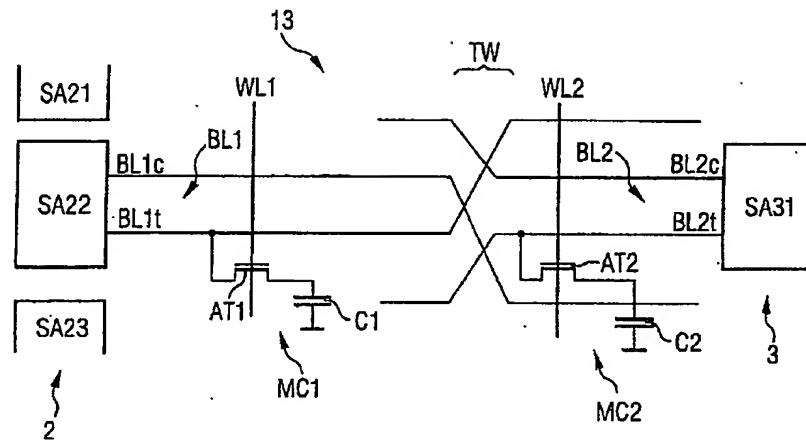 13
TW
SA21
WL1
WL2
BL1
BL2
BL1c
BL2c
SA22
SA31
BL1t
BL2t
AT1
AT2
SA23
C1
C2
3
MC1
MC2
2